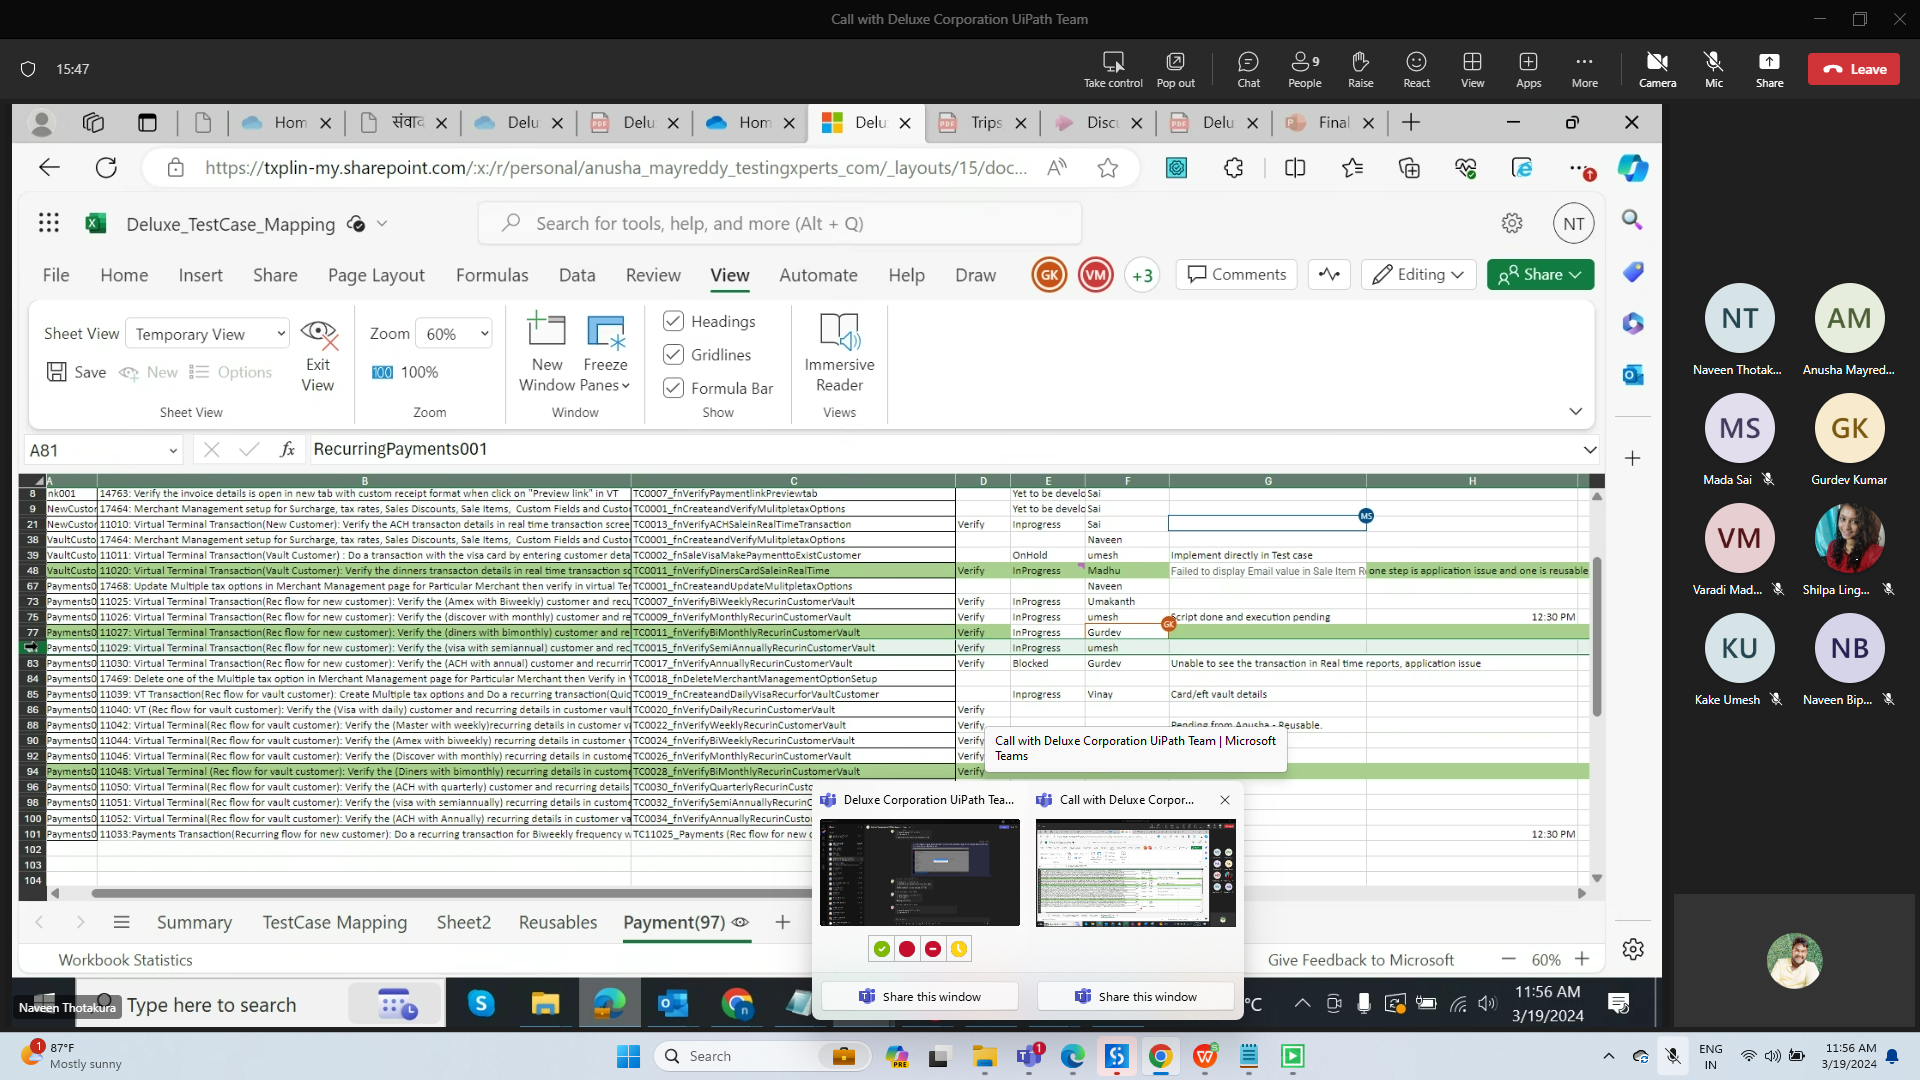 Call with Deluxe Corporation UiPath Team
15:47
Take control
Pop out
Chat
9
People
Raise
React
View
Apps
More
Camera
Mic
Share
Leave
Hom
संवाद
Delu
Delu
Hom
Delu
Trips
Discu
Delu
Final
https://txplin-my.sharepoint.com/:x:/r/personal/anusha_mayreddy_testingxperts_com/_layouts/15/doc...
Deluxe_TestCase_Mapping
Search for tools, help, and more (Alt + Q)
NT
File Home Insert Share Page Layout Formulas Data Review View Automate Help Draw
GK VM +3
Comments
Editing
Share
Sheet View Temporary View
Save New Options
Exit View
Sheet View
Zoom 60%
100%
Zoom
New Window
Freeze Panes
Window
Headings
Gridlines
Formula Bar
Show
Immersive Reader
Views
A81
fx
RecurringPayments001
A B C D E F G H
8 nk001 14763: Verify the invoice details is open in new tab with custom receipt format when click on "Preview link" in VT TC0007_fnVerifyPaymentlinkPreviewtab Yet to be develo Sai
9 NewCustor 17464: Merchant Management setup for Surcharge, tax rates, Sales Discounts, Sale Items, Custom Fields and Custor TC0001_fnCreateandVerifyMulitpletaxOptions Yet to be develo Sai
21 NewCustor 11010: Virtual Terminal Transaction(New Customer): Verify the ACH transacton details in real time transaction scree TC0013_fnVerifyACHSaleinRealTimeTransaction Verify Inprogress Sai
MS
38 VaultCusto 17464: Merchant Management setup for Surcharge, tax rates, Sales Discounts, Sale Items, Custom Fields and Custor TC0001_fnCreateandVerifyMulitpletaxOptions Naveen
39 VaultCusto 11011: Virtual Terminal Transaction(Vault Customer) : Do a transaction with the visa card by entering customer deta TC0002_fnSaleVisaMakePaymenttoExistCustomer OnHold umesh Implement directly in Test case
48 VaultCusto 11020: Virtual Terminal Transaction(Vault Customer): Verify the dinners transacton details in real time transaction sc TC0011_fnVerifyDinersCardSaleinRealTime Verify InProgress Madhu Failed to display Email value in Sale Item R one step is application issue and one is reusable
67 Payments0 17468: Update Multiple tax options in Merchant Management page for Particular Merchant then verify in virtual Ter TC0001_fnCreateandUpdateMulitpletaxOptions Naveen
73 Payments0 11025: Virtual Terminal Transaction(Rec flow for new customer): Verify the (Amex with Biweekly) customer and recu TC0007_fnVerifyBiWeeklyRecurinCustomerVault Verify InProgress Umakanth
75 Payments0 11026: Virtual Terminal Transaction(Rec flow for new customer): Verify the (discover with monthly) customer and re TC0009_fnVerifyMonthlyRecurinCustomerVault Verify InProgress umesh Script done and execution pending 12:30 PM
GK
77 Payments0 11027: Virtual Terminal Transaction(Rec flow for new customer): Verify the (diners with bimonthly) customer and re TC0011_fnVerifyBiMonthlyRecurinCustomerVault Verify InProgress Gurdev
Payments0 11029: Virtual Terminal Transaction(Rec flow for new customer): Verify the (visa with semiannual) customer and rec TC0015_fnVerifySemiAnnuallyRecurinCustomerVault Verify InProgress umesh
83 Payments0 11030: Virtual Terminal Transaction(Rec flow for new customer): Verify the (ACH with annual) customer and recurrin TC0017_fnVerifyAnnuallyRecurinCustomerVault Verify Blocked Gurdev Unable to see the transaction in Real time reports, application issue
84 Payments0 17469: Delete one of the Multiple tax option in Merchant Management page for Particular Merchant then Verify in V TC0018_fnDeleteMerchantManagementOptionSetup
85 Payments0 11039: VT Transaction(Rec flow for vault customer): Create Multiple tax options and Do a recurring transaction(Quic TC0019_fnCreateandDailyVisaRecurforVaultCustomer Inprogress Vinay Card/eft vault details
86 Payments0 11040: VT (Rec flow for vault customer): Verify the (Visa with daily) customer and recurring details in customer vault TC0020_fnVerifyDailyRecurinCustomerVault Verify
88 Payments0 11042: Virtual Terminal(Rec flow for vault customer): Verify the (Master with weekly)recurring details in customer va TC0022_fnVerifyWeeklyRecurinCustomerVault Verify Pending from Anusha - Reusable.
90 Payments0 11044: Virtual Terminal(Rec flow for vault customer): Verify the (Amex with biweekly) recurring details in customer TC0024_fnVerifyBiWeeklyRecurinCustomerVault Verify
92 Payments0 11046: Virtual Terminal(Rec flow for vault customer): Verify the (Discover with monthly) recurring details in custome TC0026_fnVerifyMonthlyRecurinCustomerVault Verify
94 Payments0 11048: Virtual Terminal (Rec flow for vault customer): Verify the (Diners with bimonthly) recurring details in custome TC0028_fnVerifyBiMonthlyRecurinCustomerVault Verify
96 Payments0 11050: Virtual Terminal(Rec flow for vault customer): Verify the (ACH with quarterly) customer and recurring details TC0030_fnVerifyQuarterlyRecurinCust
98 Payments0 11051: Virtual Terminal(Rec flow for vault customer): Verify the (visa with semiannually) recurring details in custome TC0032_fnVerifySemiAnnuallyRecurinC
100 Payments0 11052: Virtual Terminal(Rec flow for vault customer): Verify the (ACH with Annually) recurring details in customer va TC0034_fnVerifyAnnuallyRecurinCusto
101 Payments0 11033:Payments Transaction(Recurring flow for new customer): Do a recurring transaction for Biweekly frequency w TC11025_Payments (Rec flow for new c 12:30 PM
102
103
104
Call with Deluxe Corporation UiPath Team | Microsoft Teams
Deluxe Corporation UiPath Tea...
Call with Deluxe Corpor...
Share this window
Share this window
Summary TestCase Mapping Sheet2 Reusables Payment(97)
Workbook Statistics
Give Feedback to Microsoft
60%
Naveen Thotakura
Type here to search
°C
11:56 AM
3/19/2024
NT
Naveen Thotak...
AM
Anusha Mayred...
MS
Mada Sai
GK
Gurdev Kumar
VM
Varadi Mad...
Shilpa Ling...
KU
Kake Umesh
NB
Naveen Bip...
1
87°F
Mostly sunny
Search
PRE
1
ENG
IN
11:56 AM
3/19/2024